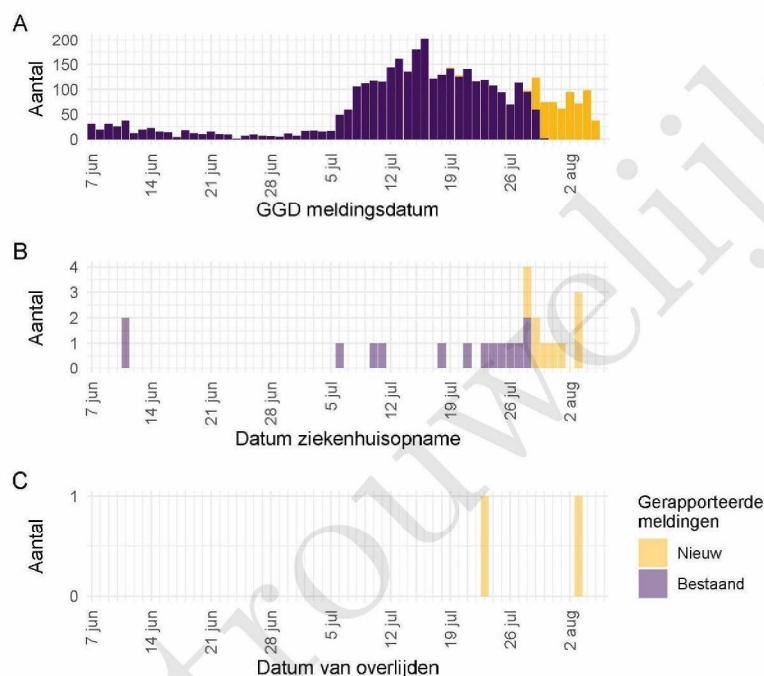 A
Aantal
200
150
100
50
0
7 jun
14 jun
21 jun
28 jun
5 jul
12 jul
19 jul
26 jul
2 aug
GGD meldingsdatum
B
Aantal
4
3
2
1
0
7 jun
14 jun
21 jun
28 jun
5 jul
12 jul
19 jul
26 jul
2 aug
Datum ziekenhuisopname
C
Aantal
1
0
7 jun
14 jun
21 jun
28 jun
5 jul
12 jul
19 jul
26 jul
2 aug
Datum van overlijden
Gerapporteerde
meldingen
Nieuw
Bestaand
trouwelijk